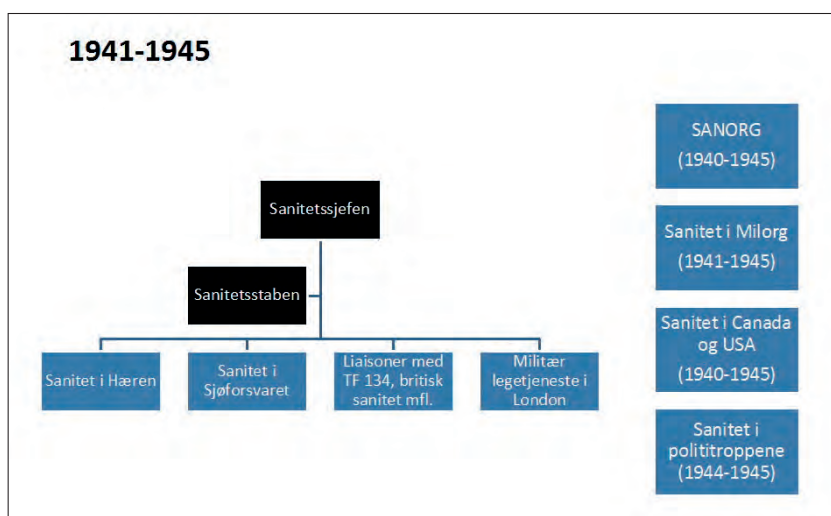 1941-1945
Sanitetssjefen
Sanitetsstaben
Sanitet i Hæren
Sanitet i
Sjøforsvaret
Liaisoner med
TF 134, britisk
sanitet mfl.
Militær
legetjeneste i
London
SANORG
(1940-1945)
Sanitet i Milorg
(1941-1945)
Sanitet i Canada
og USA
(1940-1945)
Sanitet i
polititroppene
(1944-1945)